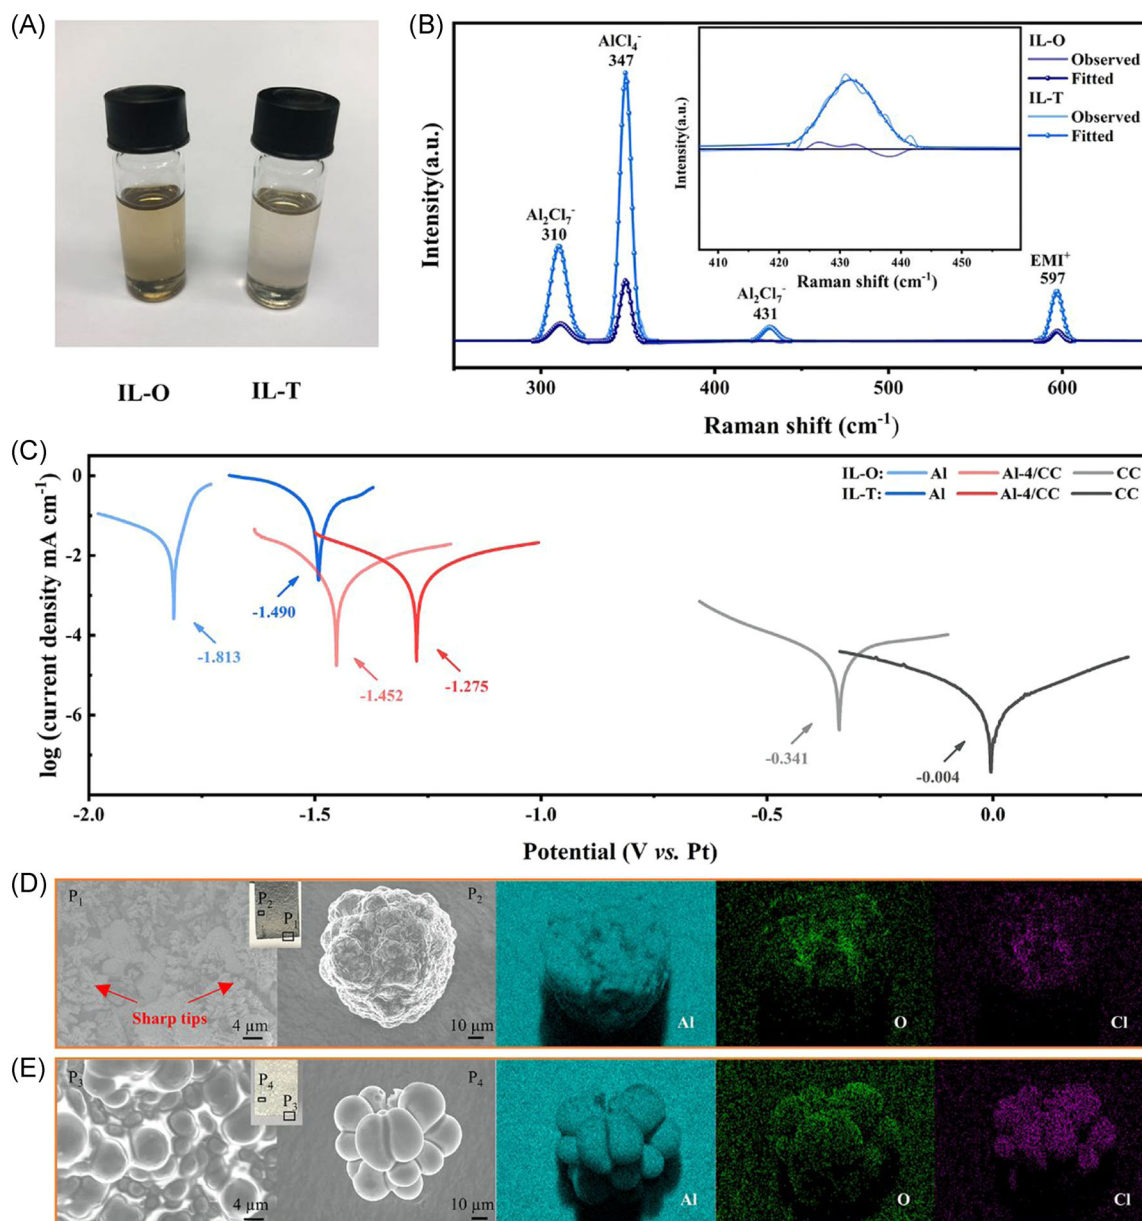 (A)
IL-O
IL-T
(B)
Intensity(a.u.)
AlCl₄⁻
347
Al₂Cl₇⁻
310
Al₂Cl₇⁻
431
EMI⁺
597
300
400
500
600
Raman shift (cm⁻¹)
Intensity(a.u.)
410
420
430
440
450
Raman shift (cm⁻¹)
IL-O
Observed
Fitted
IL-T
Observed
Fitted
(C)
log (current density mA cm⁻¹)
0
-2
-4
-6
IL-O: Al Al-4/CC CC
IL-T: Al Al-4/CC CC
-1.813
-1.490
-1.452
-1.275
-0.341
-0.004
-2.0
-1.5
-1.0
-0.5
0.0
Potential (V vs. Pt)
(D)
P₁
P₂
P₁
Sharp tips
4 µm
P₂
10 µm
Al
O
Cl
(E)
P₃
P₄
P₃
4 µm
P₄
10 µm
Al
O
Cl